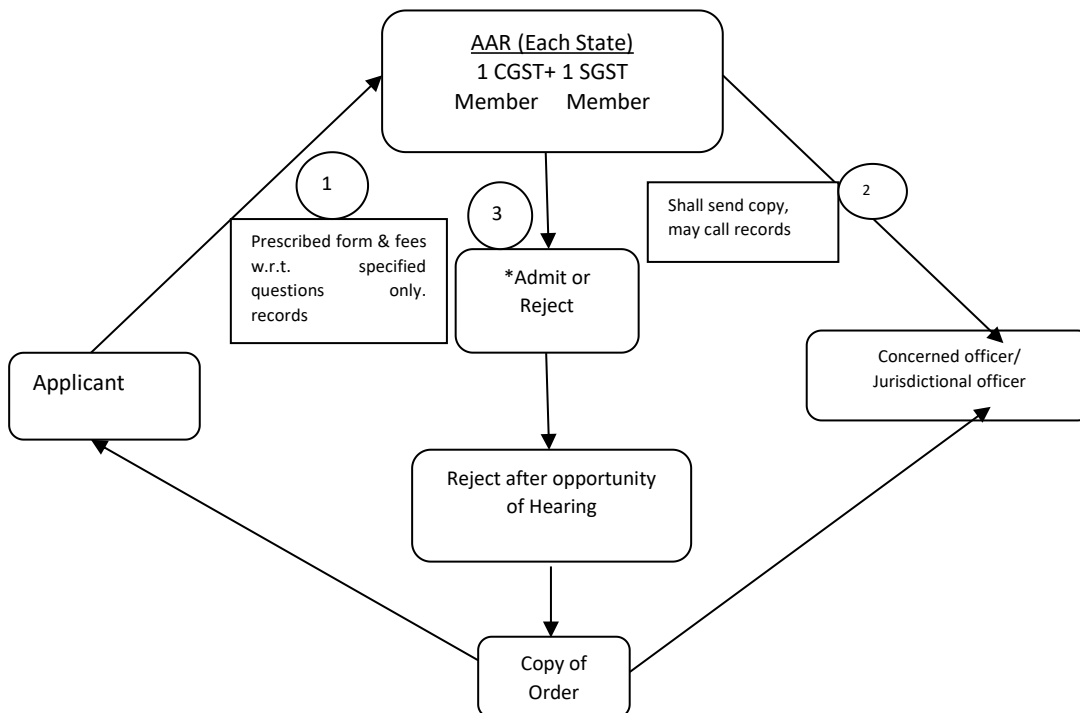 AAR (Each State)
1 CGST+ 1 SGST
Member Member
1
Prescribed form & fees
w.r.t. specified
questions only.
records
3
*Admit or
Reject
Shall send copy,
may call records
2
Applicant
Concerned officer/
Jurisdictional officer
Reject after opportunity
of Hearing
Copy of
Order